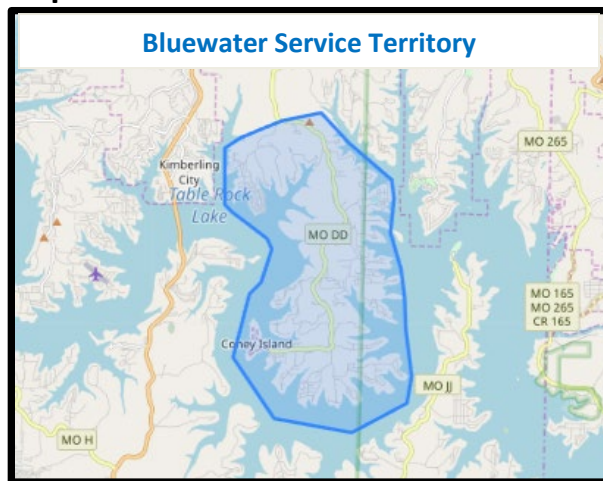 Bluewater Service Territory
MO 265
Kimberling
City
Table Rock
Lake
MO DD
MO 165
MO 265
CR 165
Coney Island
MO JJ
MO H